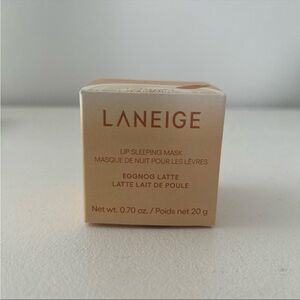 LANEIGE
LIP SLEEPING MASK
MASQUE DE NUIT POUR LES LÈVRES
EGGNOG LATTE
LATTE LAIT DE POULE
Net wt. 0.70 oz. / Poids net 20 g